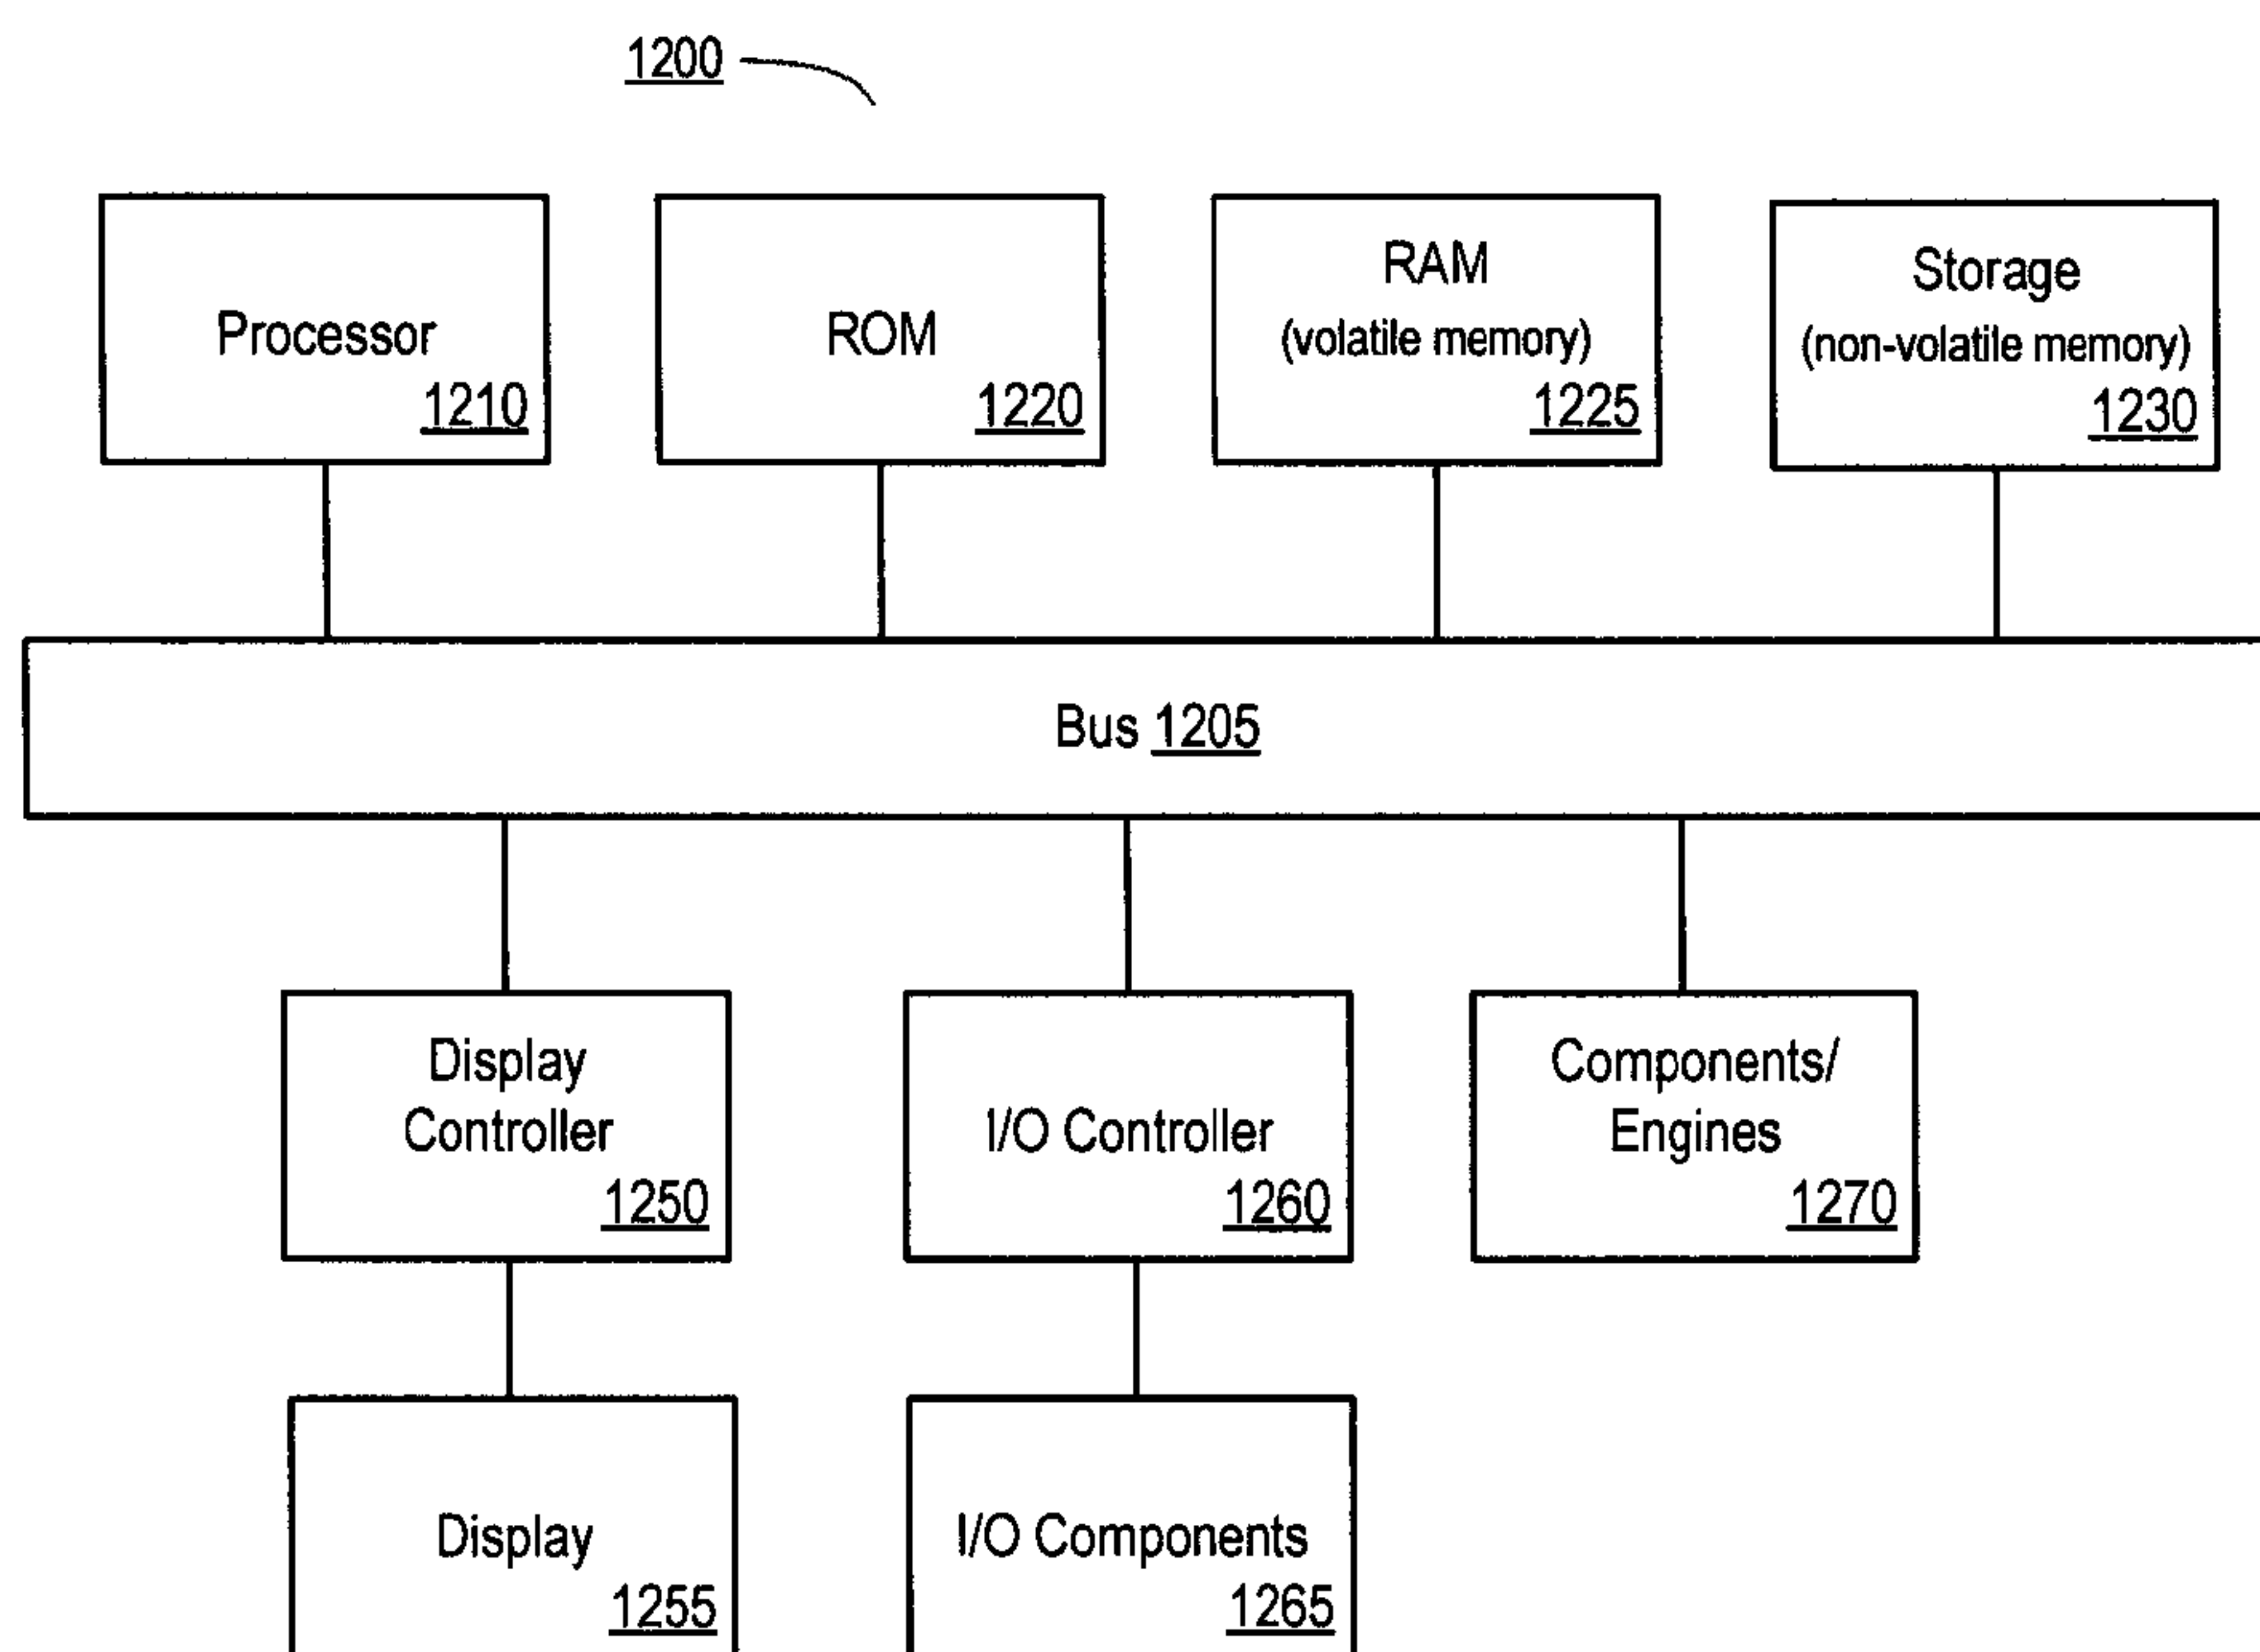 1200
Processor
1210
ROM
1220
RAM
(volatile memory)
1225
Storage
(non-volatile memory)
1230
Bus 1205
Display
Controller
1250
I/O Controller
1260
Components/
Engines
1270
Display
1255
I/O Components
1265